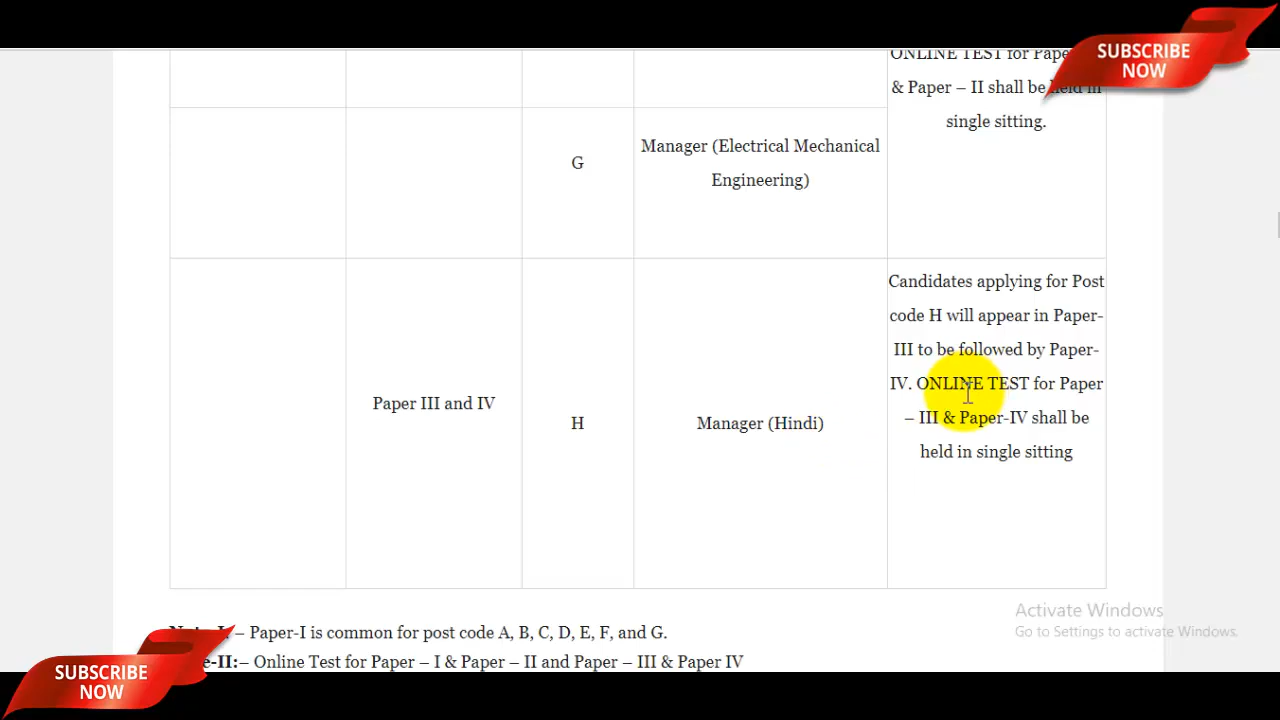 SUBSCRIBE
NOW
ONLINE TEST for
& Paper – II shall be held in
single sitting.
G
Manager (Electrical Mechanical
Engineering)
Paper III and IV
H
Manager (Hindi)
Candidates applying for Post
code H will appear in Paper-
III to be followed by Paper-
IV. ONLINE TEST for Paper
– III & Paper-IV shall be
held in single sitting
Activate Windows
Go to Settings to activate Windows.
– Paper-I is common for post code A, B, C, D, E, F, and G.
-II:– Online Test for Paper – I & Paper – II and Paper – III & Paper IV
SUBSCRIBE
NOW